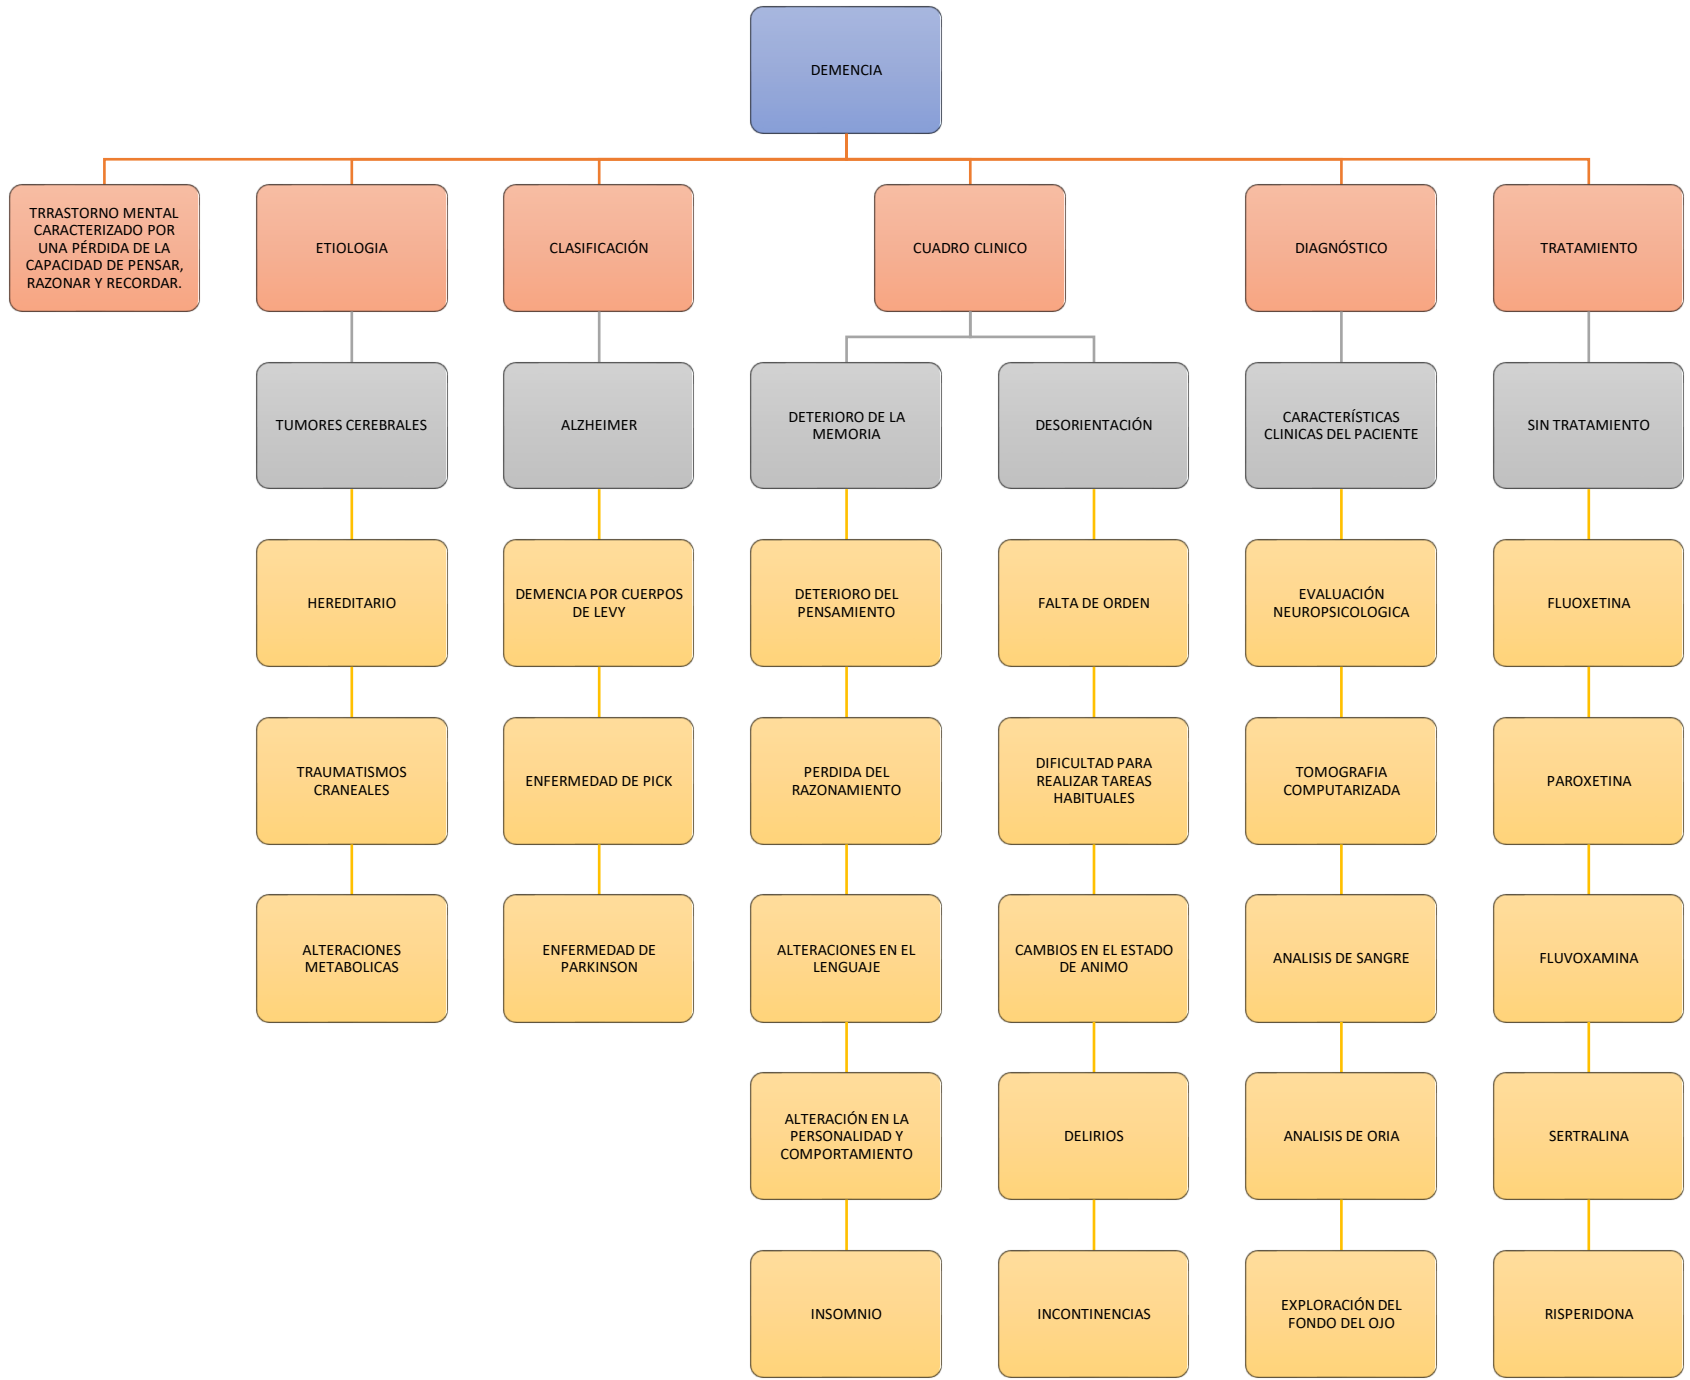 DEMENCIA
TRRASTORNO MENTAL
CARACTERIZADO POR
UNA PÉRDIDA DE LA
CAPACIDAD DE PENSAR,
RAZONAR Y RECORDAR.
ETIOLOGIA
CLASIFICACIÓN
CUADRO CLINICO
DIAGNÓSTICO
TRATAMIENTO
TUMORES CEREBRALES
ALZHEIMER
DETERIORO DE LA
MEMORIA
DESORIENTACIÓN
CARACTERÍSTICAS
CLINICAS DEL PACIENTE
SIN TRATAMIENTO
HEREDITARIO
DEMENCIA POR CUERPOS
DE LEVY
DETERIORO DEL
PENSAMIENTO
FALTA DE ORDEN
EVALUACIÓN
NEUROPSICOLOGICA
FLUOXETINA
TRAUMATISMOS
CRANEALES
ENFERMEDAD DE PICK
PERDIDA DEL
RAZONAMIENTO
DIFICULTAD PARA
REALIZAR TAREAS
HABITUALES
TOMOGRAFIA
COMPUTARIZADA
PAROXETINA
ALTERACIONES
METABOLICAS
ENFERMEDAD DE
PARKINSON
ALTERACIONES EN EL
LENGUAJE
CAMBIOS EN EL ESTADO
DE ANIMO
ANALISIS DE SANGRE
FLUVOXAMINA
ALTERACIÓN EN LA
PERSONALIDAD Y
COMPORTAMIENTO
DELIRIOS
ANALISIS DE ORIA
SERTRALINA
INSOMNIO
INCONTINENCIAS
EXPLORACIÓN DEL
FONDO DEL OJO
RISPERIDONA